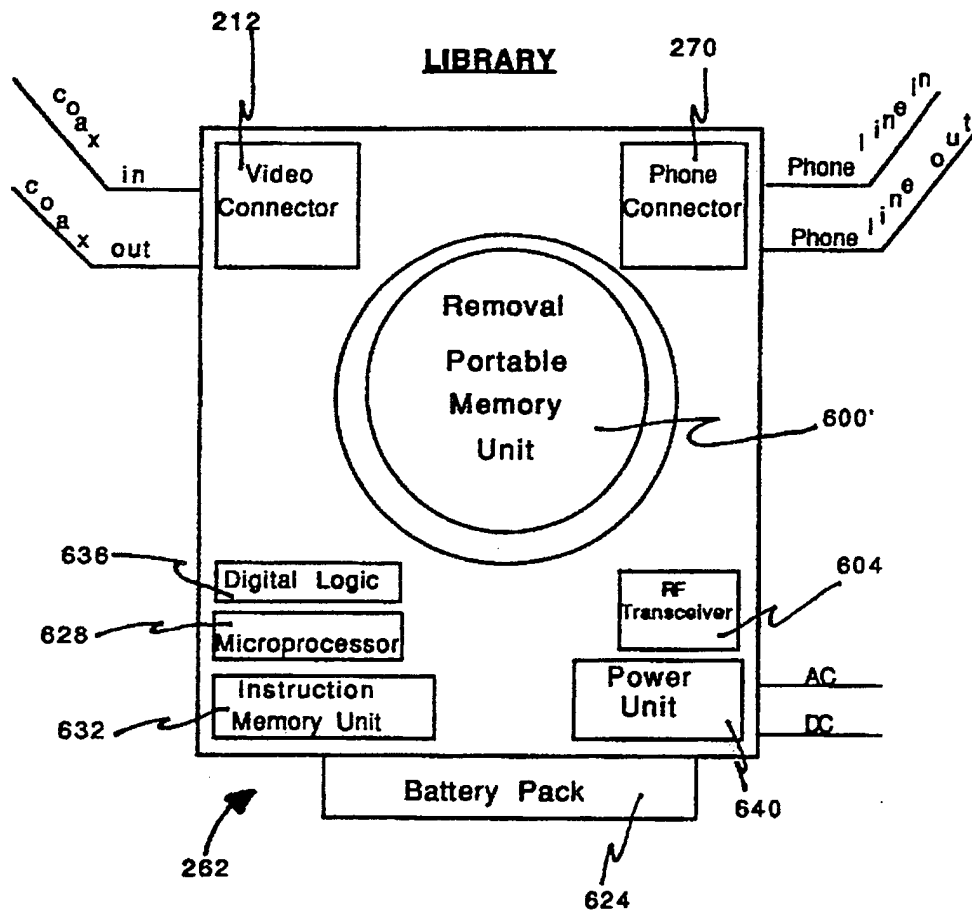 212
LIBRARY
270
coax in
coax out
Video
Connector
Phone
Connector
Phone line in
Phone line out
Removal
Portable
Memory
Unit
600'
636
Digital Logic
RF
Transceiver
604
628
Microprocessor
632
Instruction
Memory Unit
Power
Unit
AC
DC
Battery Pack
640
262
624